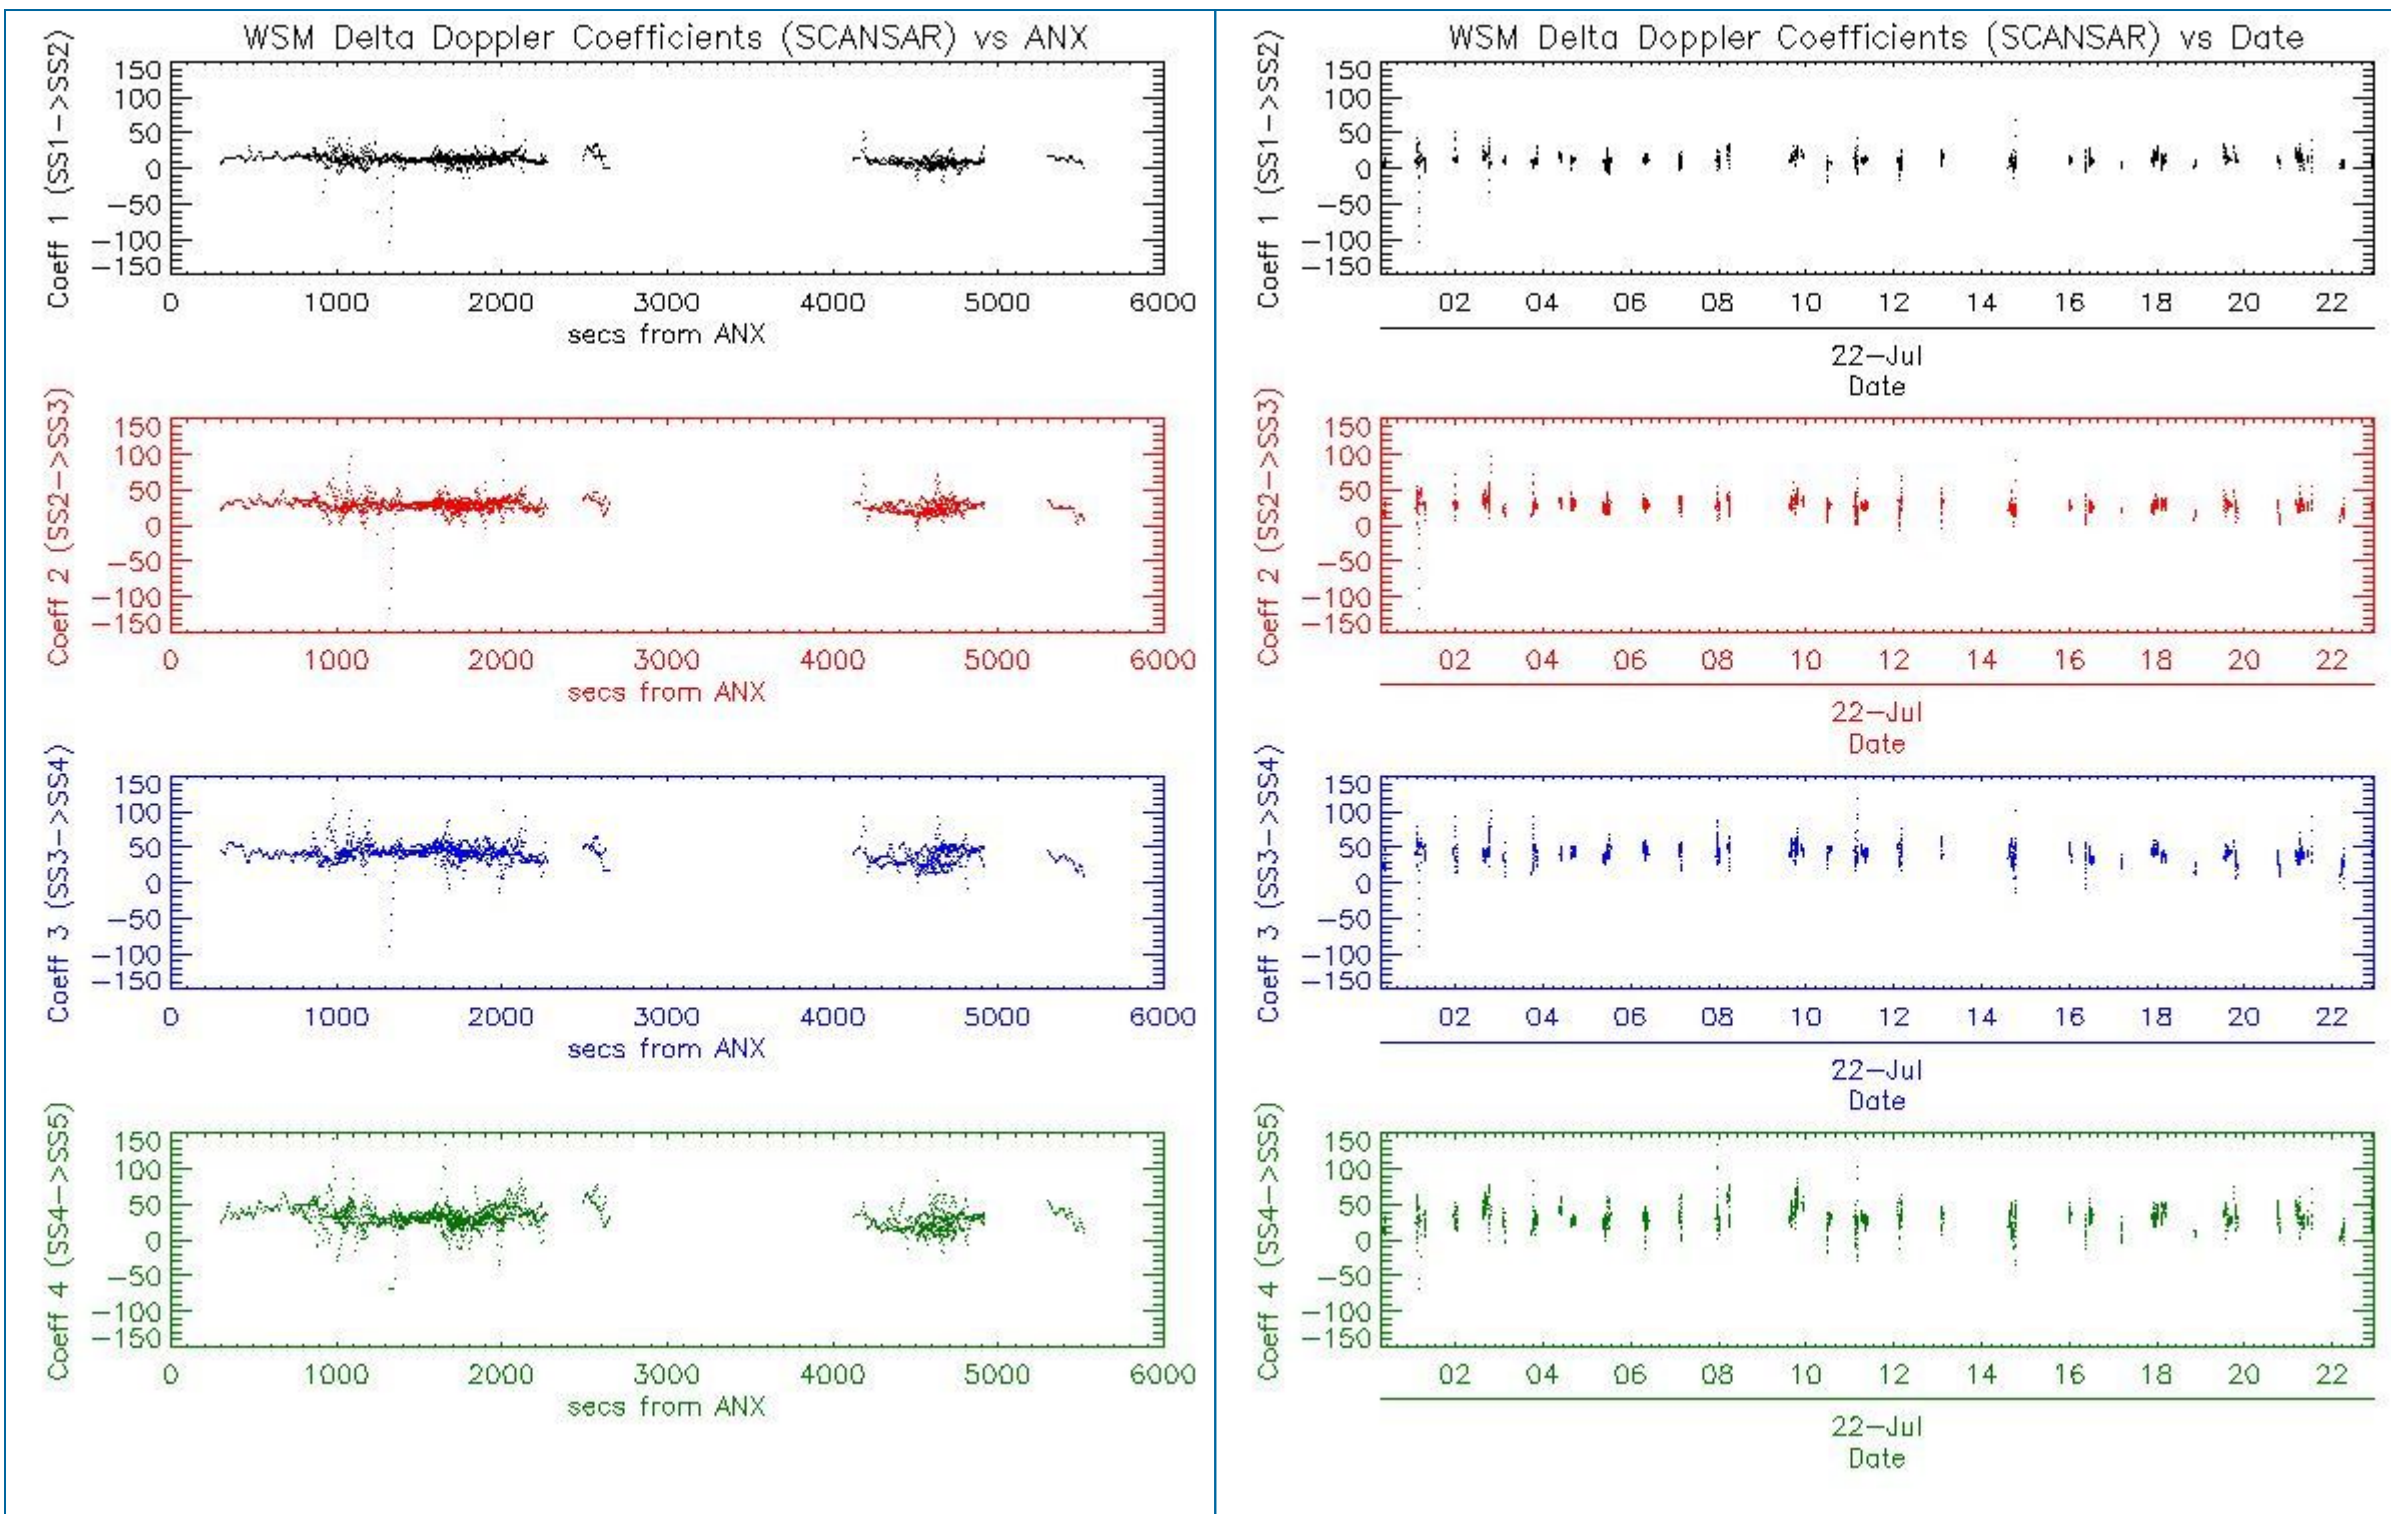 WSM Delta Doppler Coefficients (SCANSAR) vs ANX
Coeff 1 (SS1->SS2)
150
100
50
0
-50
-100
-150
0 1000 2000 3000 4000 5000 6000
secs from ANX
Coeff 2 (SS2->SS3)
150
100
50
0
-50
-100
-150
0 1000 2000 3000 4000 5000 6000
secs from ANX
Coeff 3 (SS3->SS4)
150
100
50
0
-50
-100
-150
0 1000 2000 3000 4000 5000 6000
secs from ANX
Coeff 4 (SS4->SS5)
150
100
50
0
-50
-100
-150
0 1000 2000 3000 4000 5000 6000
secs from ANX
WSM Delta Doppler Coefficients (SCANSAR) vs Date
Coeff 1 (SS1->SS2)
150
100
50
0
-50
-100
-150
02 04 06 08 10 12 14 16 18 20 22
22-Jul
Date
Coeff 2 (SS2->SS3)
150
100
50
0
-50
-100
-150
02 04 06 08 10 12 14 16 18 20 22
22-Jul
Date
Coeff 3 (SS3->SS4)
150
100
50
0
-50
-100
-150
02 04 06 08 10 12 14 16 18 20 22
22-Jul
Date
Coeff 4 (SS4->SS5)
150
100
50
0
-50
-100
-150
02 04 06 08 10 12 14 16 18 20 22
22-Jul
Date